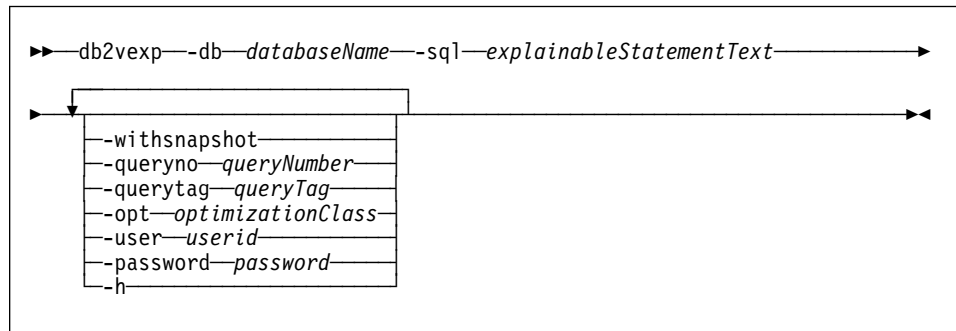 db2vexp -db databaseName -sql explainableStatementText
-withsnapshot
-queryno queryNumber
-querytag queryTag
-opt optimizationClass
-user userid
-password password
-h